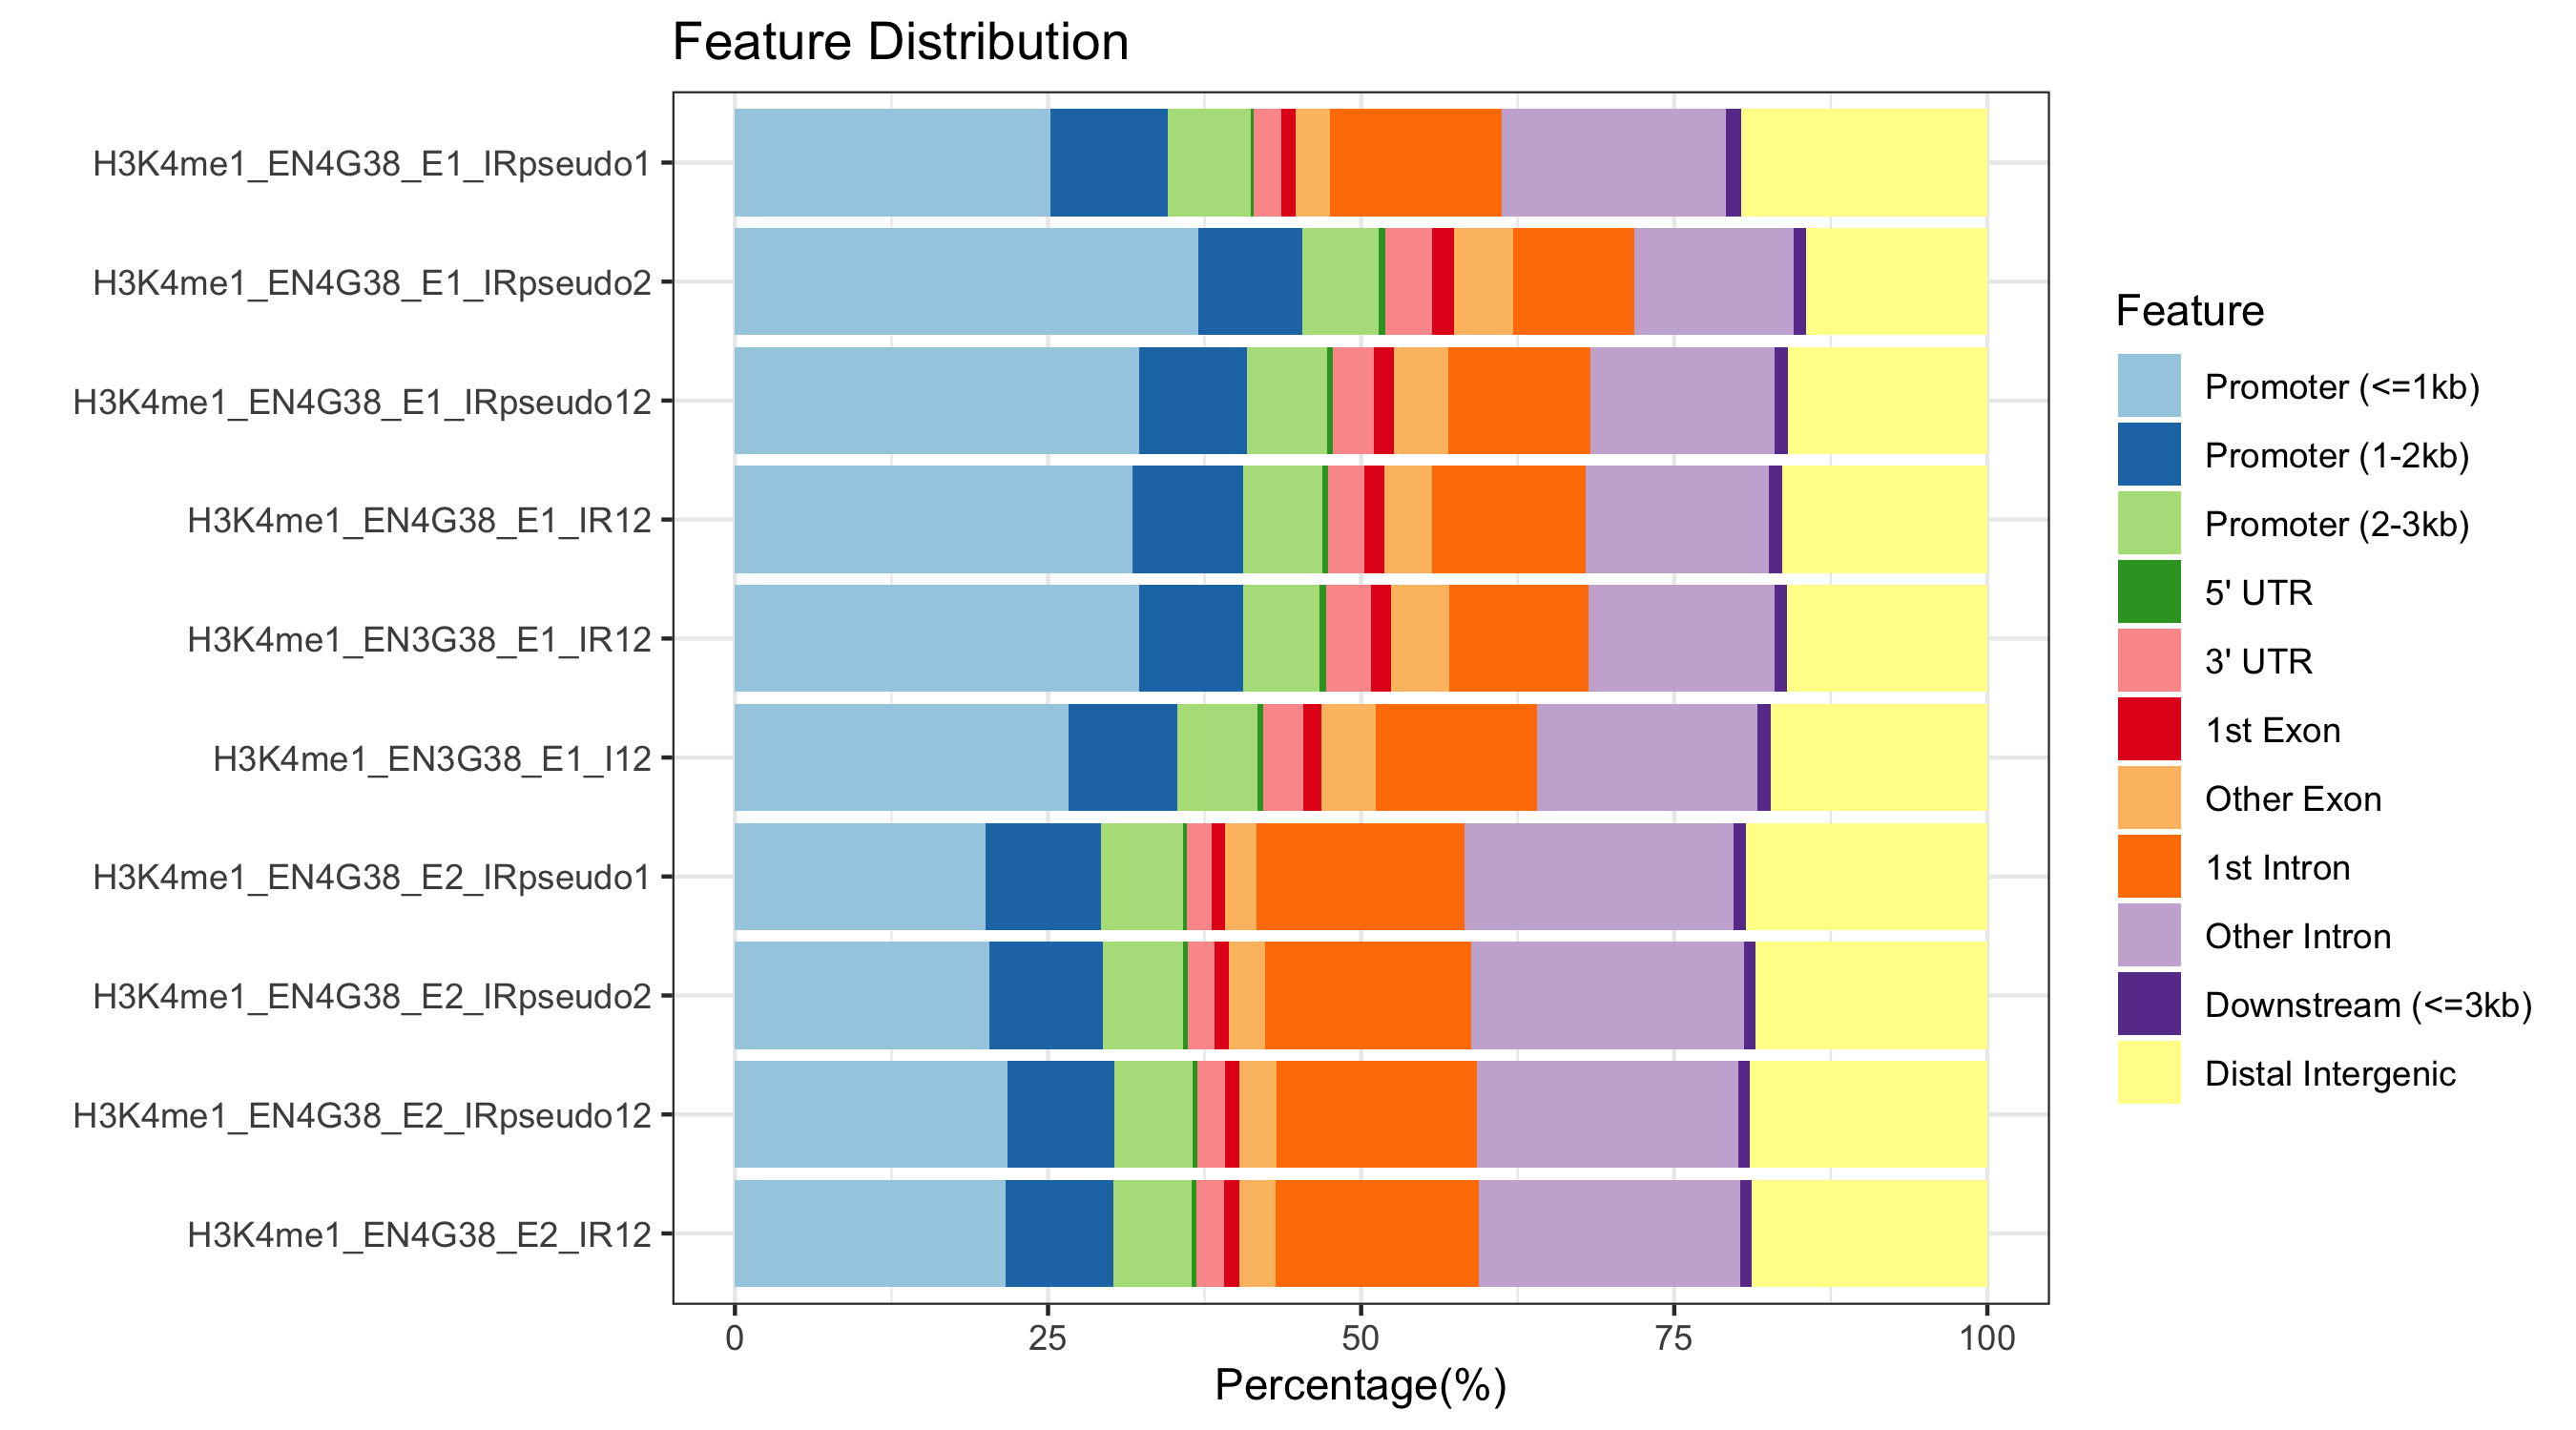 Feature Distribution
H3K4me1_EN4G38_E1_IRpseudo1
H3K4me1_EN4G38_E1_IRpseudo2
H3K4me1_EN4G38_E1_IRpseudo12
H3K4me1_EN4G38_E1_IR12
H3K4me1_EN3G38_E1_IR12
H3K4me1_EN3G38_E1_I12
H3K4me1_EN4G38_E2_IRpseudo1
H3K4me1_EN4G38_E2_IRpseudo2
H3K4me1_EN4G38_E2_IRpseudo12
H3K4me1_EN4G38_E2_IR12
0 25 50 75 100
Percentage(%)
Feature
Promoter (<=1kb)
Promoter (1-2kb)
Promoter (2-3kb)
5' UTR
3' UTR
1st Exon
Other Exon
1st Intron
Other Intron
Downstream (<=3kb)
Distal Intergenic